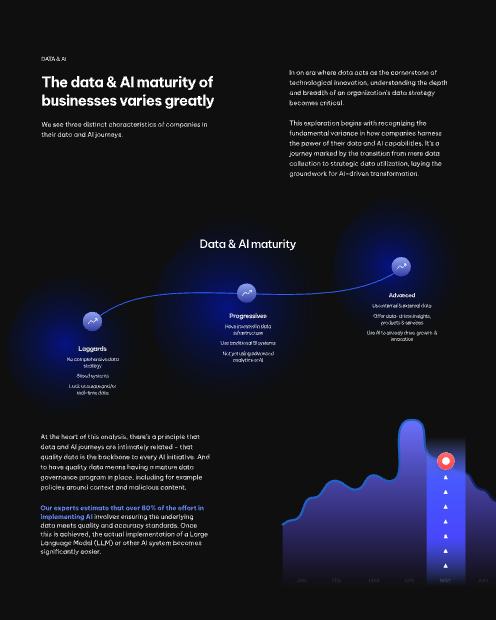 DATA & AI
The data & AI maturity of
businesses varies greatly
We see three distinct characteristics of companies in
their data and AI journeys.
In an era where data acts as the cornerstone of
technological innovation, understanding the depth
and breadth of an organization's data strategy
becomes critical.
This exploration begins with recognizing the
fundamental variance in how companies harness
the power of their data and AI capabilities. It's a
journey marked by the transition from mere data
collection to strategic data utilization, laying the
groundwork for AI-driven transformation.
Data & AI maturity
Laggards
No comprehensive data
strategy
Siloed systems
Lack accurate and/or
real-time data
Progressives
Have invested in data
infrastructure
Use traditional BI systems
Not yet using advanced
analytics or AI
Advanced
Use internal & external data
Offer data-driven insights,
products & services
Use AI to already drive growth &
innovation
At the heart of this analysis, there's a principle that
data and AI journeys are intimately related – that
quality data is the backbone to every AI initiative. And
to have quality data means having a mature data
governance program in place, including for example
policies around context and malicious content.
Our experts estimate that over 80% of the effort in
implementing AI involves ensuring the underlying
data meets quality and accuracy standards. Once
this is achieved, the actual implementation of a Large
Language Model (LLM) or other AI system becomes
significantly easier.